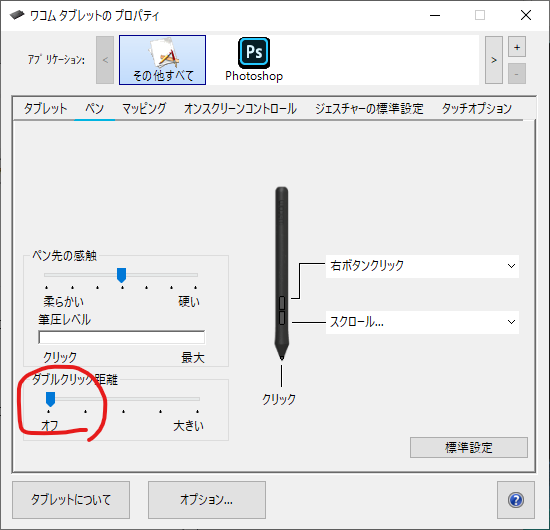 ワコム タブレットの プロパティ
アプリケーション:
<
その他すべて
Ps
Photoshop
>
+
-
タブレット ペン マッピング オンスクリーンコントロール ジェスチャーの標準設定 タッチオプション
ペン先の感触
柔らかい 硬い
筆圧レベル
クリック 最大
ダブルクリック距離
オフ 大きい
右ボタンクリック
スクロール...
クリック
標準設定
タブレットについて オプション... ?